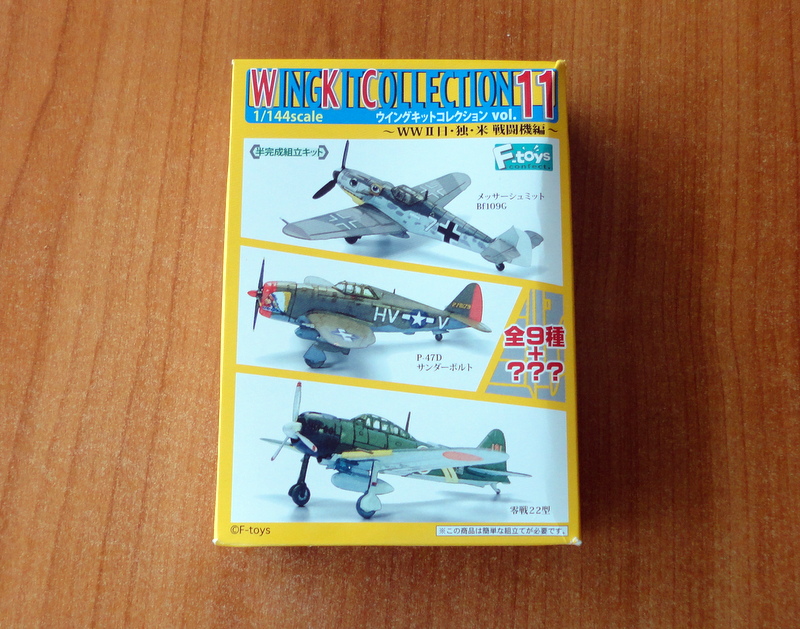 WINGKITCOLLECTION 11
1/144scale ウイングキットコレクション vol.
～WWⅡ日・独・米 戦闘機編～
半完成組立キット
F-toys
confect
メッサーシュミット
Bf109G
7
HV V
P-47D
サンダーボルト
全9種
+
???
零戦22型
©F-toys
※この商品は簡単な組立てが必要です。